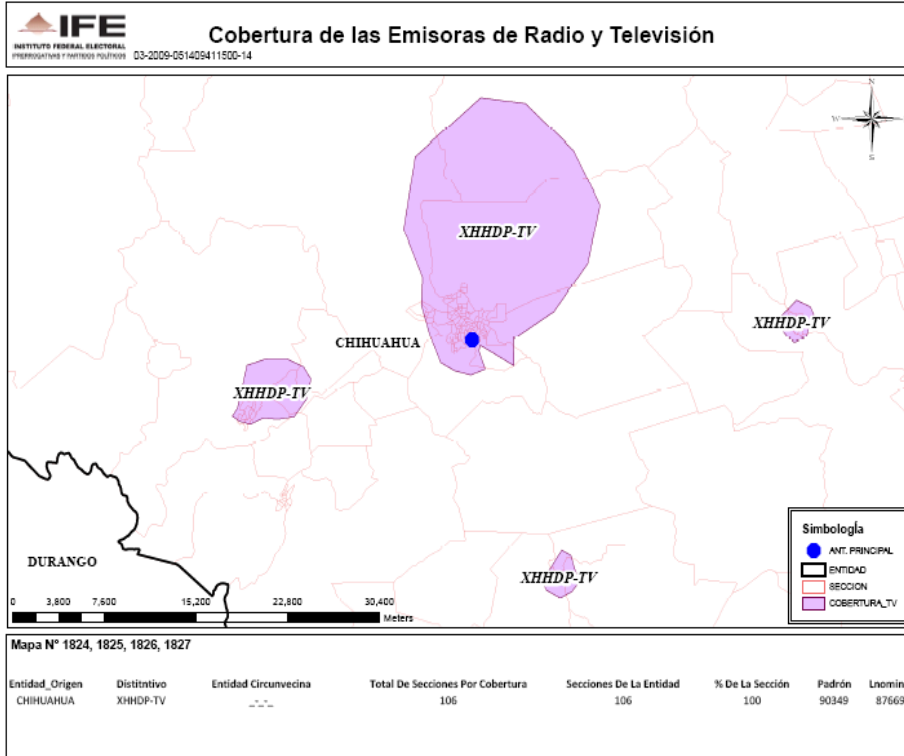 IFE
INSTITUTO FEDERAL ELECTORAL
PRERROGATIVAS Y PARTIDOS POLÍTICOS
03-2009-051409411500-14
Cobertura de las Emisoras de Radio y Televisión
N
W
S
XHHDP-TV
XHHDP-TV
CHIHUAHUA
XHHDP-TV
XHHDP-TV
DURANGO
0 3,800 7,600 15,200 22,800 30,400
Meters
Simbología
ANT. PRINCIPAL
ENTIDAD
SECCION
COBERTURA_TV
Mapa N° 1824, 1825, 1826, 1827
Entidad_Origen Distitntivo Entidad Circunvecina Total De Secciones Por Cobertura Secciones De La Entidad % De La Sección Padrón Lnomin
CHIHUAHUA XHHDP-TV _-_-_ 106 106 100 90349 87669